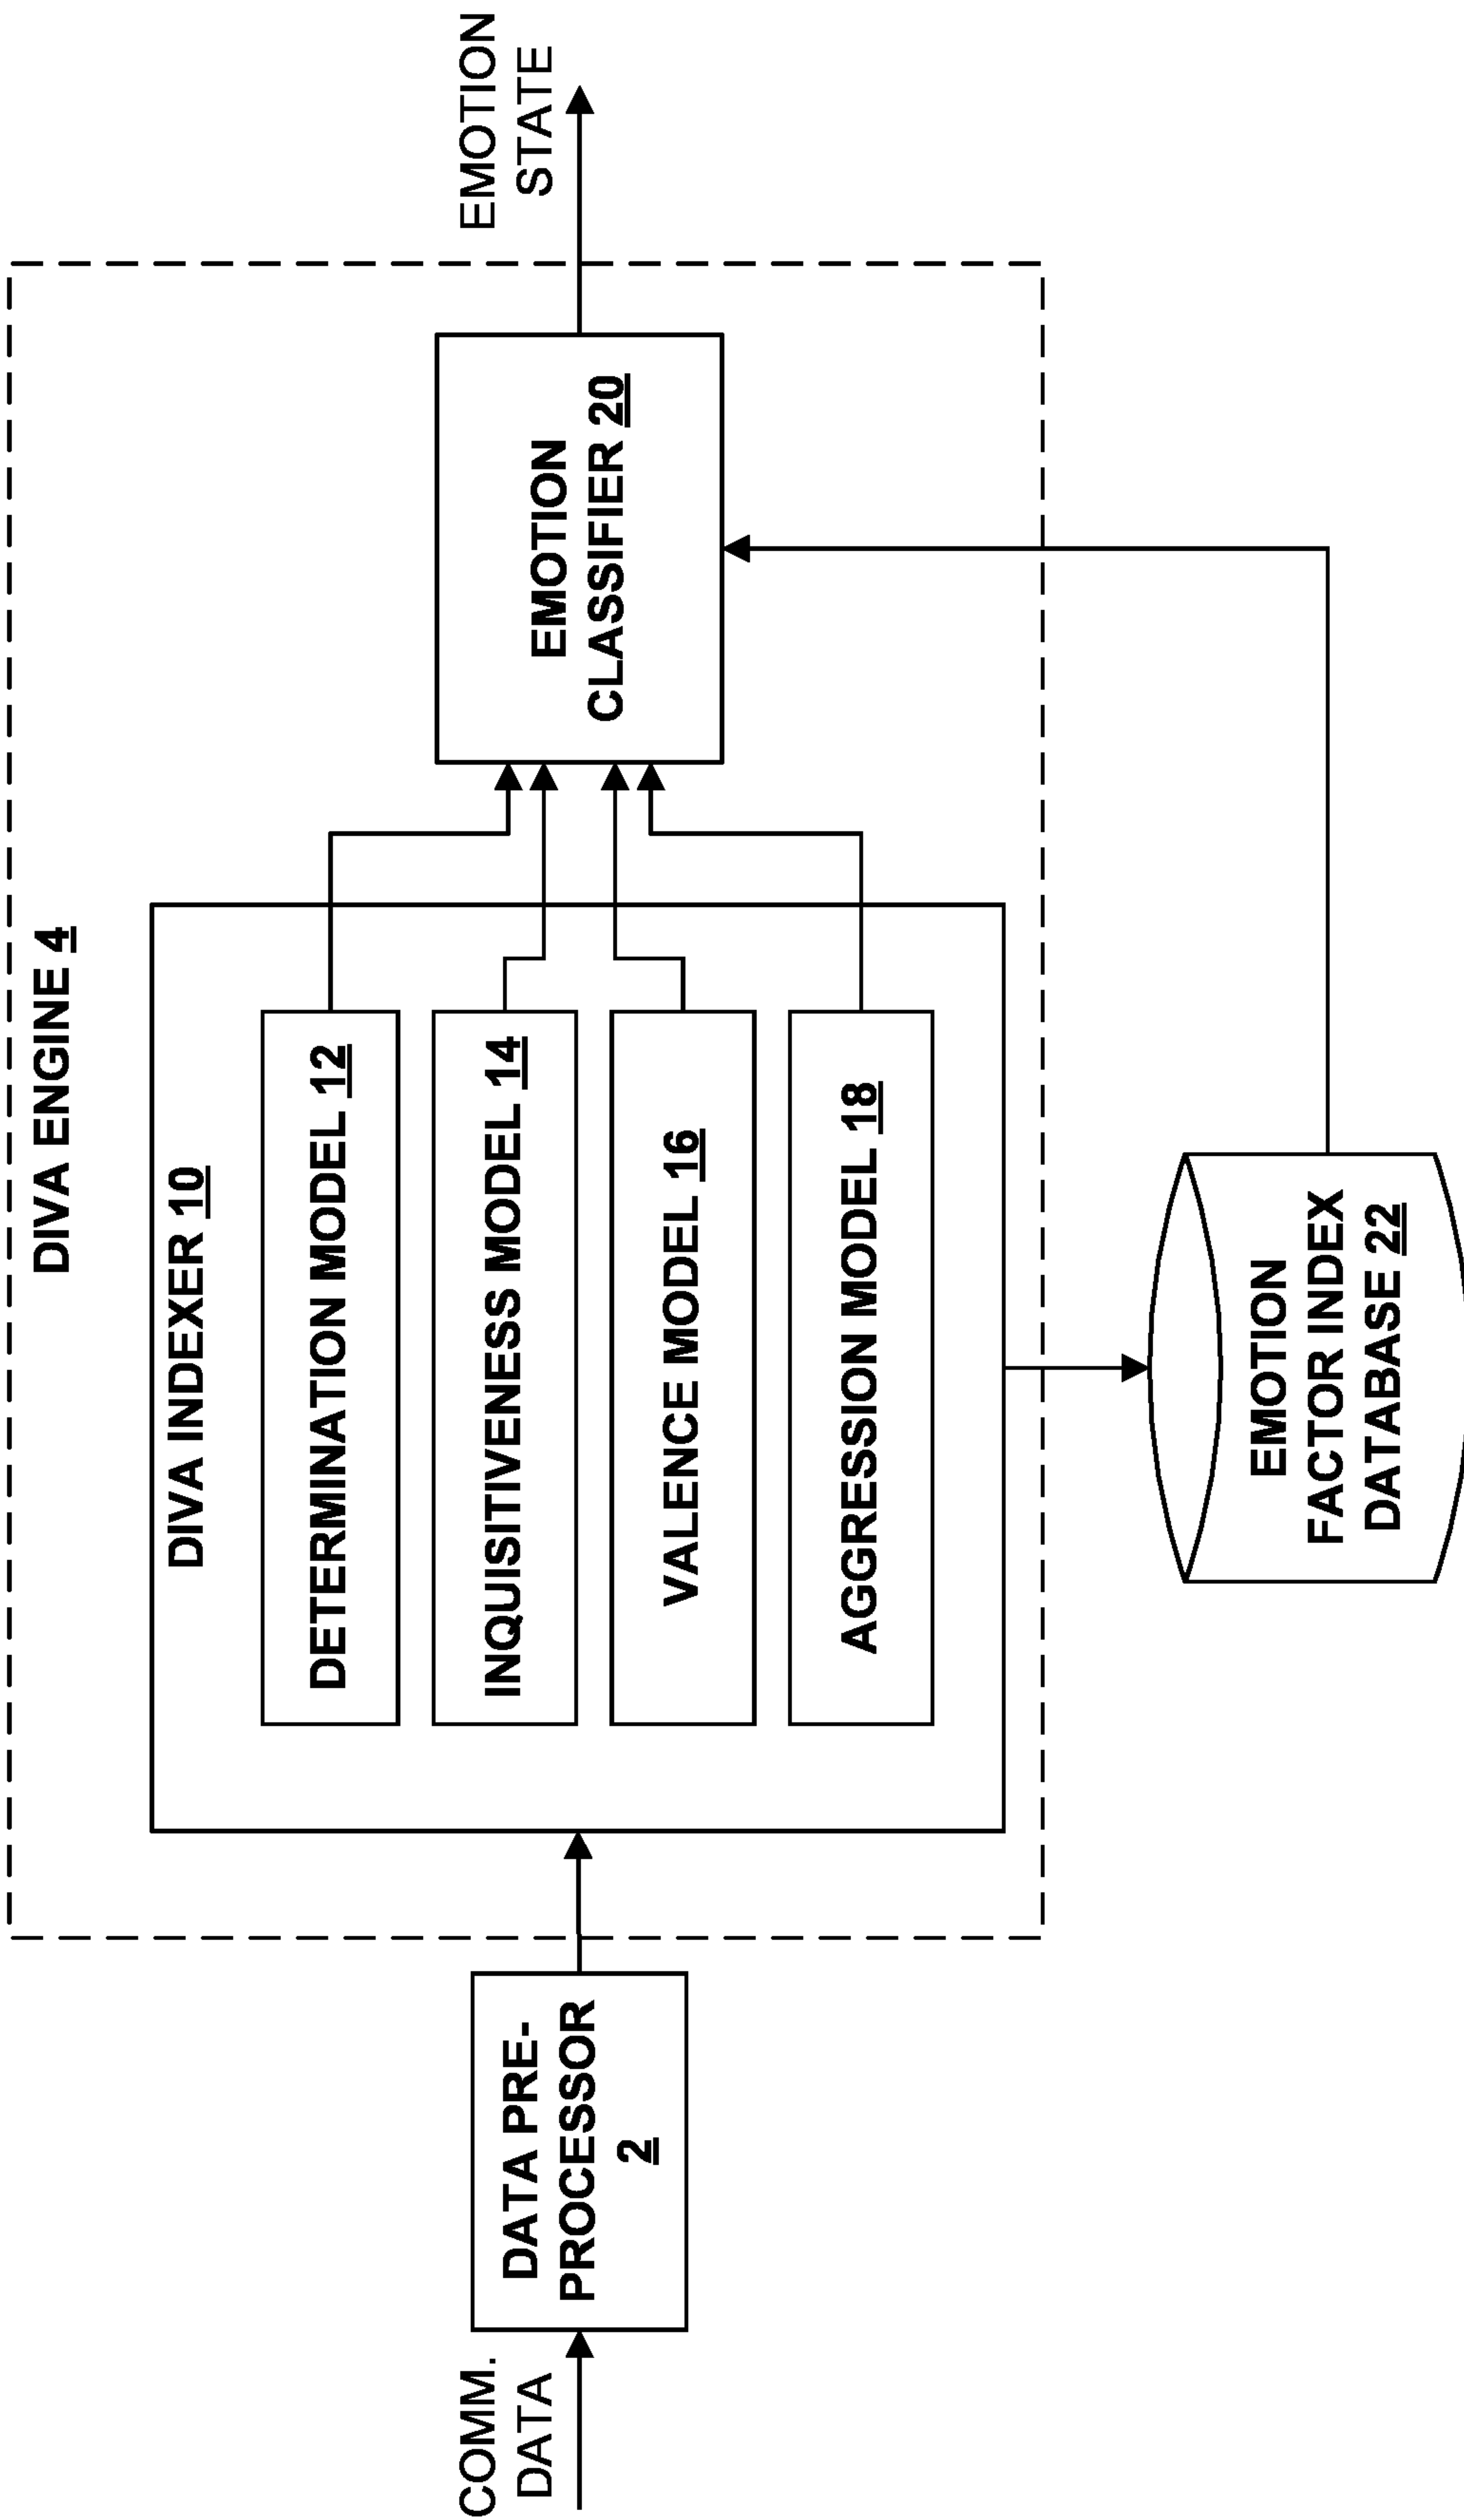 DIVA ENGINE 4
DIVA INDEXER 10
DETERMINATION MODEL 12
INQUISITIVENESS MODEL 14
VALENCE MODEL 16
AGGRESSION MODEL 18
COMM.
DATA
DATA PRE-
PROCESSOR
2
EMOTION
CLASSIFIER 20
EMOTION
STATE
EMOTION
FACTOR INDEX
DATABASE 22